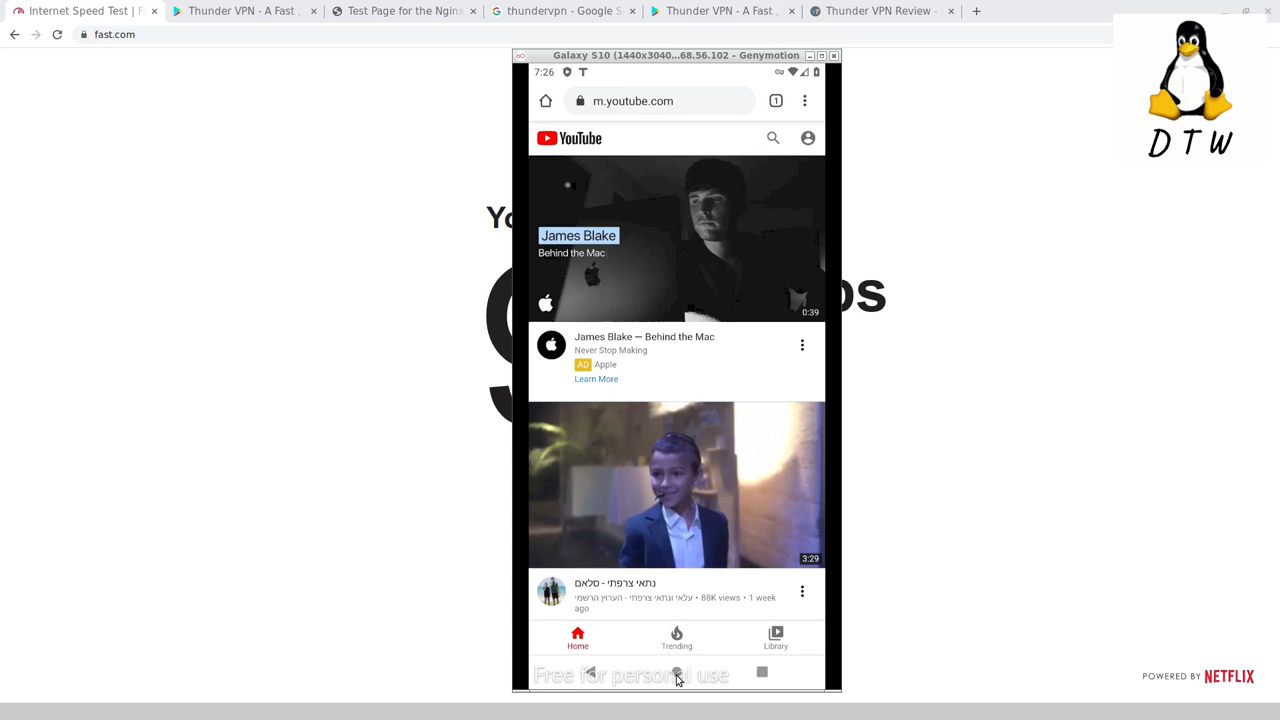 Internet Speed Test | F
Thunder VPN - A Fast ,
Test Page for the Nginx
thundervpn - Google S
Thunder VPN - A Fast ,
Thunder VPN Review -
fast.com
Galaxy S10 (1440x3040...68.56.102 - Genymotion
7:26
m.youtube.com
1
YouTube
James Blake
Behind the Mac
0:39
James Blake — Behind the Mac
Never Stop Making
AD Apple
Learn More
3:29
נתאי צרפתי - סלאם
עלאי ונתאי צרפתי - הערוץ הרשמי • 88K views • 1 week
ago
Home
Trending
Library
Free for personal use
DTW
POWERED BY NETFLIX